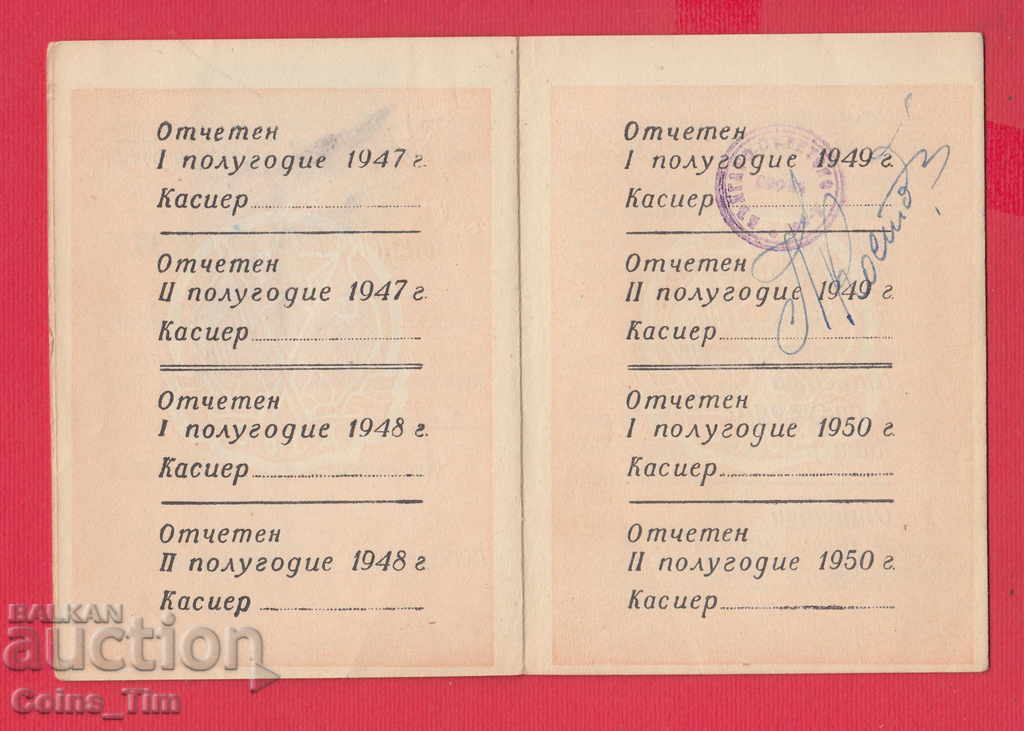 Отчетен
I полугодие 1947 г.
Касиер
Отчетен
II полугодие 1947 г.
Касиер
Отчетен
I полугодие 1948 г.
Касиер
Отчетен
II полугодие 1948 г.
Касиер
Отчетен
I полугодие 1949 г.
Касиер
Отчетен
II полугодие 1949 г.
Касиер
Отчетен
I полугодие 1950 г.
Касиер
Отчетен
II полугодие 1950 г.
Касиер
BALKAN
auction
Coins_Tim